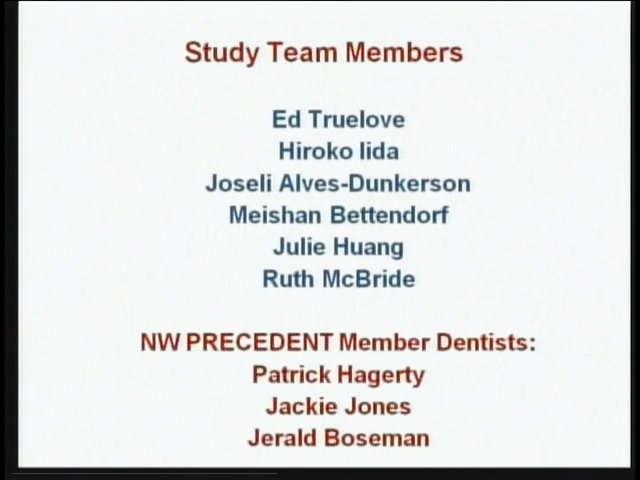 Study Team Members
Ed Truelove
Hiroko Iida
Joseli Alves-Dunkerson
Meishan Bettendorf
Julie Huang
Ruth McBride
NW PRECEDENT Member Dentists:
Patrick Hagerty
Jackie Jones
Jerald Boseman